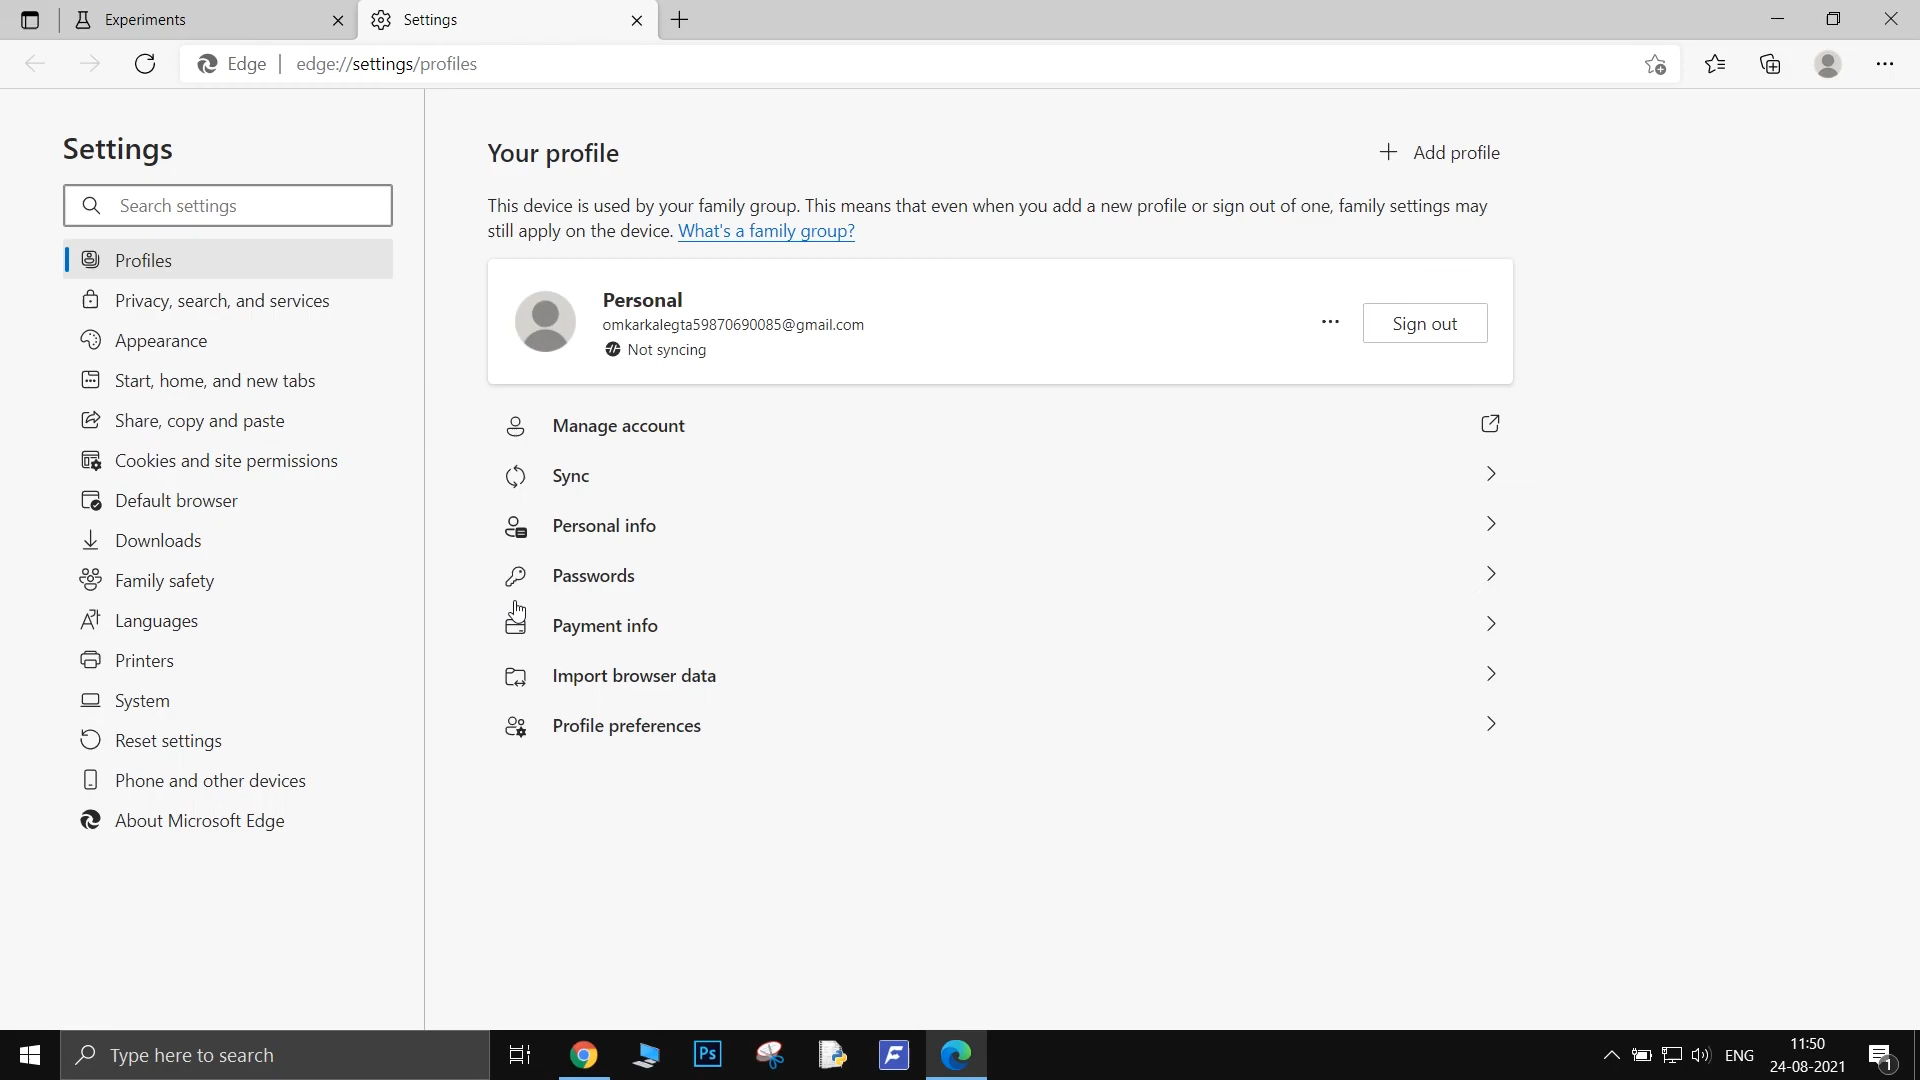 Experiments
Settings
Edge | edge://settings/profiles
Settings
Search settings
Profiles
Privacy, search, and services
Appearance
Start, home, and new tabs
Share, copy and paste
Cookies and site permissions
Default browser
Downloads
Family safety
Languages
Printers
System
Reset settings
Phone and other devices
About Microsoft Edge
Your profile
Add profile
This device is used by your family group. This means that even when you add a new profile or sign out of one, family settings may
still apply on the device. What's a family group?
Personal
omkarkalegta59870690085@gmail.com
Not syncing
Sign out
Manage account
Sync
Personal info
Passwords
Payment info
Import browser data
Profile preferences
Type here to search
Ps
F
ENG
11:50
24-08-2021
1